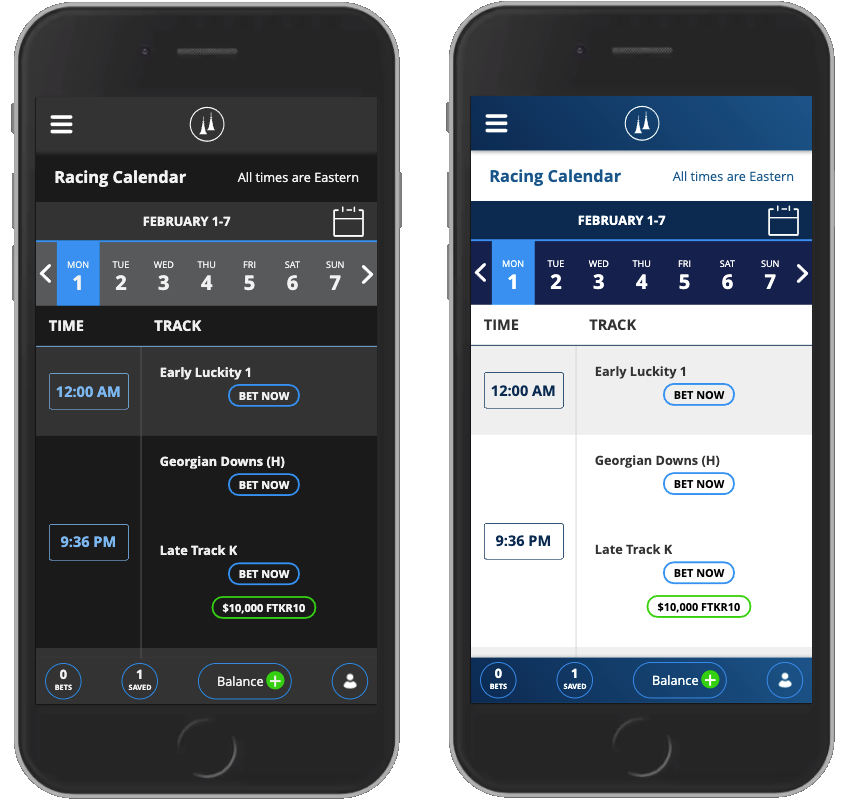 Racing Calendar All times are Eastern
FEBRUARY 1-7
MON TUE WED THU FRI SAT SUN
1 2 3 4 5 6 7
TIME TRACK
Early Luckity 1
12:00 AM
BET NOW
Georgian Downs (H)
BET NOW
9:36 PM
Late Track K
BET NOW
$10,000 FTKR10
0 BETS
1 SAVED
Balance
Racing Calendar All times are Eastern
FEBRUARY 1-7
MON TUE WED THU FRI SAT SUN
1 2 3 4 5 6 7
TIME TRACK
Early Luckity 1
12:00 AM
BET NOW
Georgian Downs (H)
BET NOW
9:36 PM
Late Track K
BET NOW
$10,000 FTKR10
0 BETS
1 SAVED
Balance